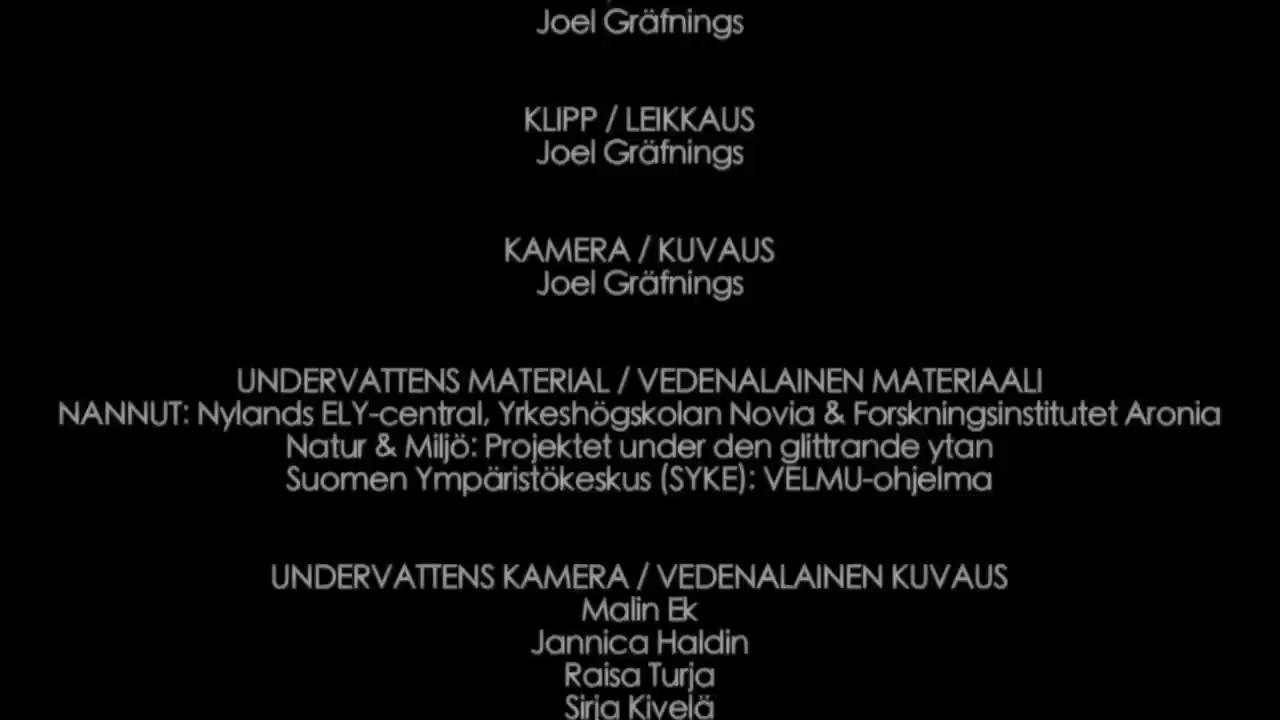 Joel Gräfnings
KLIPP / LEIKKAUS
Joel Gräfnings
KAMERA / KUVAUS
Joel Gräfnings
UNDERVATTENS MATERIAL / VEDENALAINEN MATERIAALI
NANNUT: Nylands ELY-central, Yrkeshögskolan Novia & Forskningsinstitutet Aronia
Natur & Miljö: Projektet under den glittrande ytan
Suomen Ympäristökeskus (SYKE): VELMU-ohjelma
UNDERVATTENS KAMERA / VEDENALAINEN KUVAUS
Malin Ek
Jannica Haldin
Raisa Turja
Sirja Kivelä